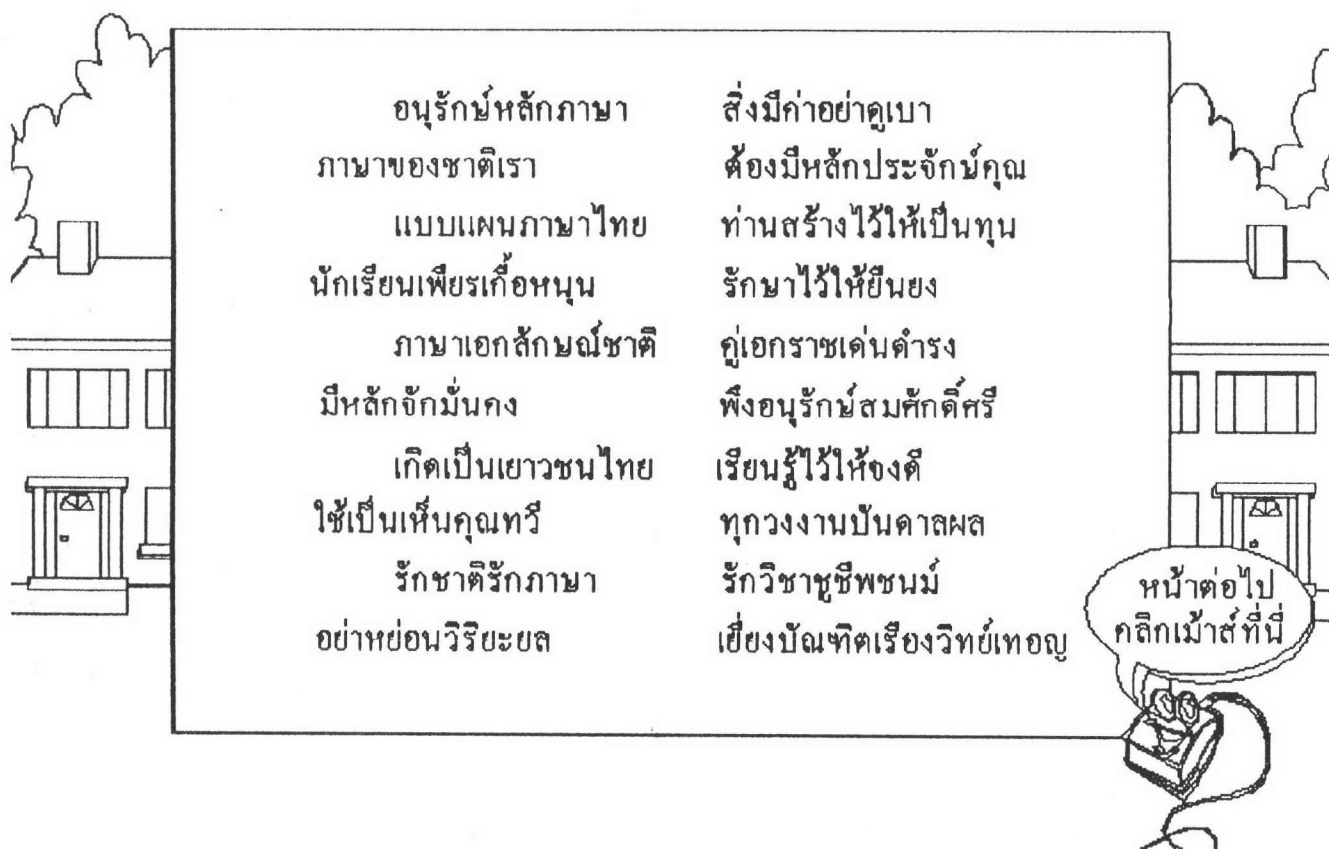 อนุรักษ์หลักภาษา สิ่งมีค่าอย่าดูเบา
ภาษาของชาติเรา ต้องมีหลักประจักษ์คุณ
แบบแผนภาษาไทย ท่านสร้างไว้ให้เป็นทุน
นักเรียนเพียรเกื้อหนุน รักษาไว้ให้ยืนยง
ภาษาเอกลักษณ์ชาติ คู่เอกราชเด่นดำรง
มีหลักจักมั่นคง พึงอนุรักษ์สมศักดิ์ศรี
เกิดเป็นเยาวชนไทย เรียนรู้ไว้ให้จงดี
ใช้เป็นเห็นคุณทวี ทุกวงงานบันดาลผล
รักชาติรักภาษา รักวิชาชูชีพชนม์
อย่าหย่อนวิริยะยล เยี่ยงบัณฑิตเรืองวิทย์เทอญ
หน้าต่อไป
คลิกเม้าส์ที่นี่